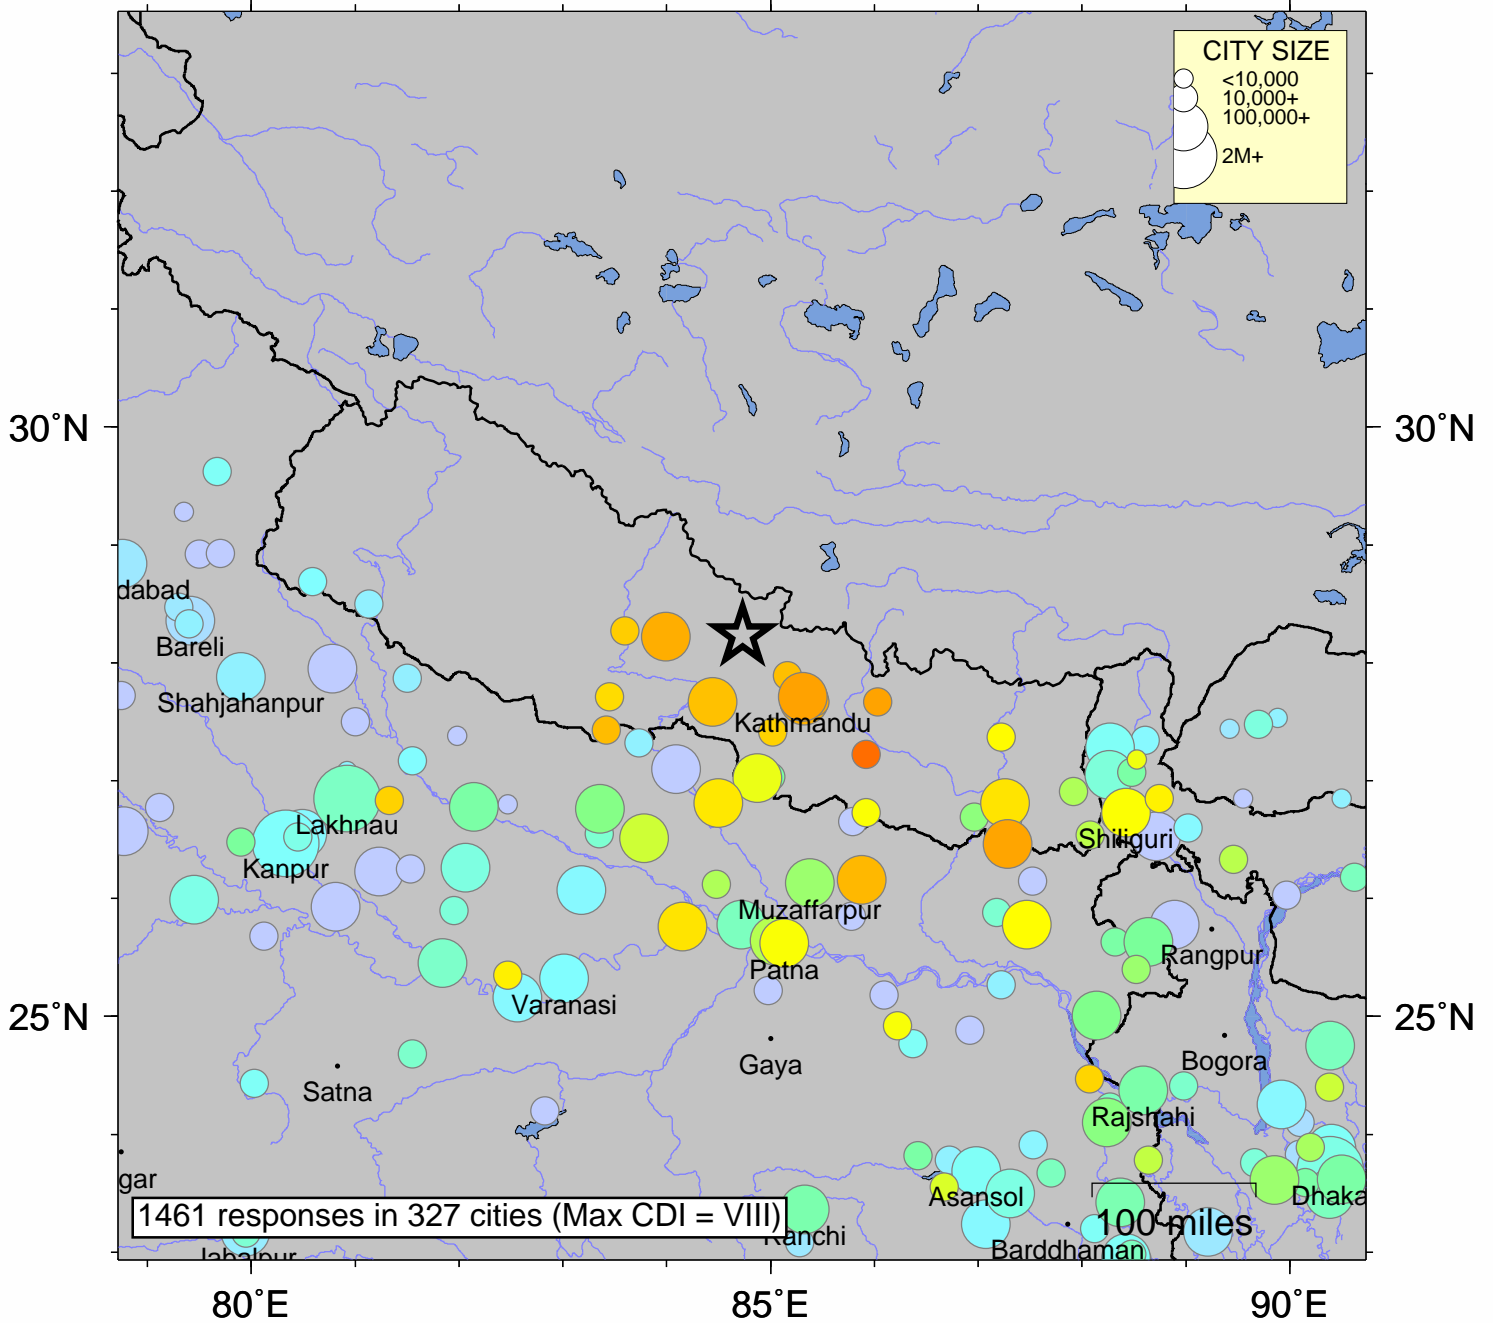 CITY SIZE
<10,000
10,000+
100,000+
2M+
30˚N
30˚N
dabad
Bareli
Shahjahanpur
Kathmandu
Lakhnau
Shiliguri
Kanpur
Muzaffarpur
Rangpur
Patna
Varanasi
25˚N
25˚N
Bogora
Gaya
Satna
Rajshahi
gar
Asansol
Dhaka
1461 responses in 327 cities (Max CDI = VIII)
100 miles
Ranchi
Barddhaman
Jabalpur
80˚E
85˚E
90˚E